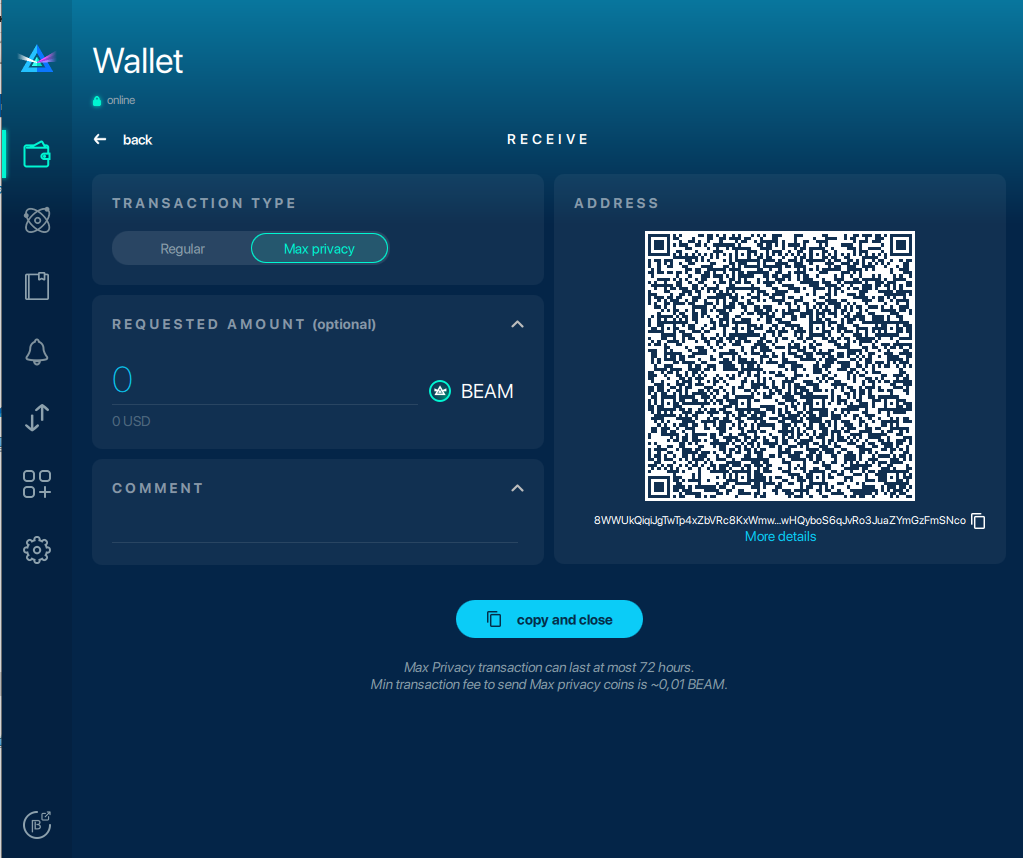 Wallet
online
back
RECEIVE
TRANSACTION TYPE
Regular
Max privacy
REQUESTED AMOUNT (optional)
0
BEAM
0 USD
COMMENT
ADDRESS
8WWUkQiqiJgTwTp4xZbVRc8KxWmw...wHQyboS6qJvRo3JuaZYmGzFmSNco
More details
copy and close
Max Privacy transaction can last at most 72 hours.
Min transaction fee to send Max privacy coins is ~0,01 BEAM.